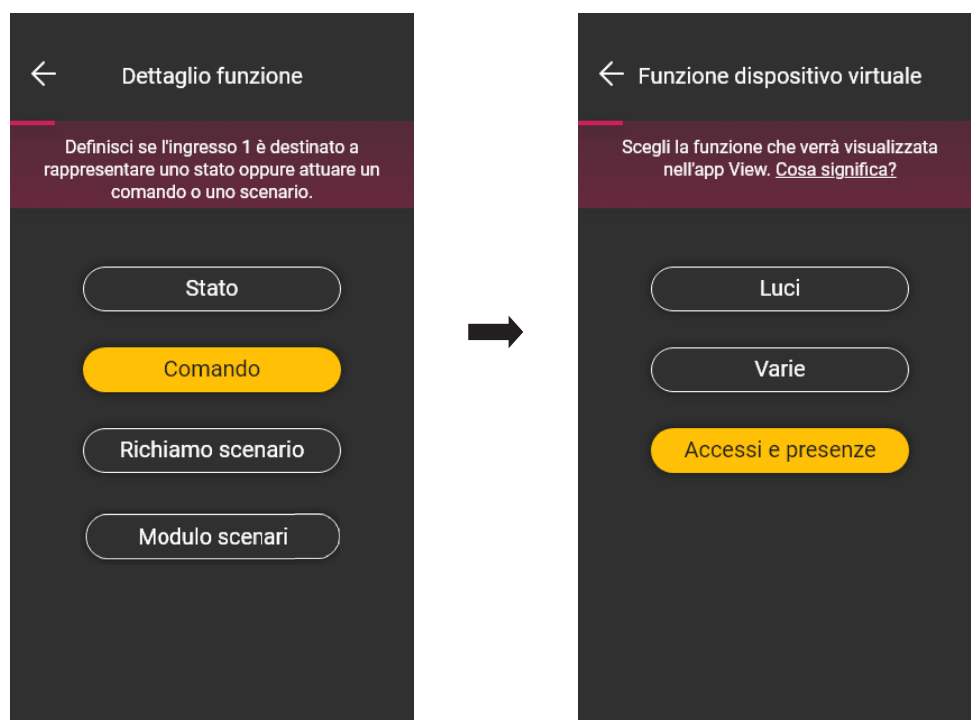 Dettaglio funzione
Definisci se l'ingresso 1 è destinato a
rappresentare uno stato oppure attuare un
comando o uno scenario.
Stato
Comando
Richiamo scenario
Modulo scenari
Funzione dispositivo virtuale
Scegli la funzione che verrà visualizzata
nell'app View. Cosa significa?
Luci
Varie
Accessi e presenze